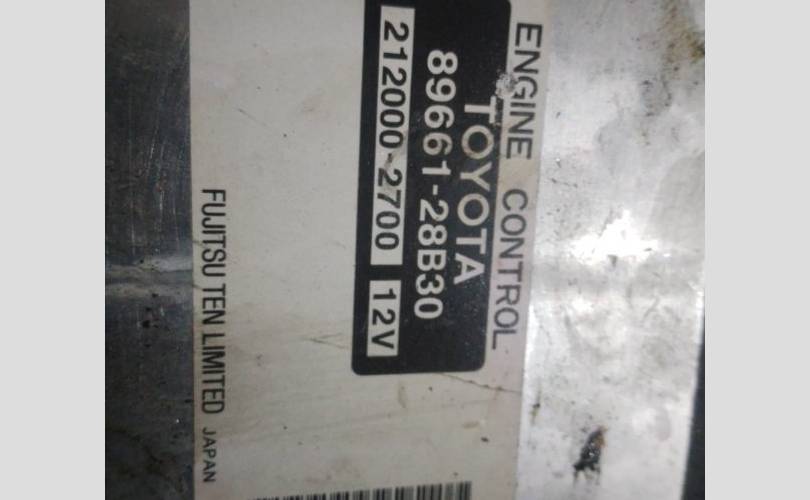 ENGINE CONTROL
TOYOTA
89661-28B30
212000-2700 12V
FUJITSU TEN LIMITED JAPAN